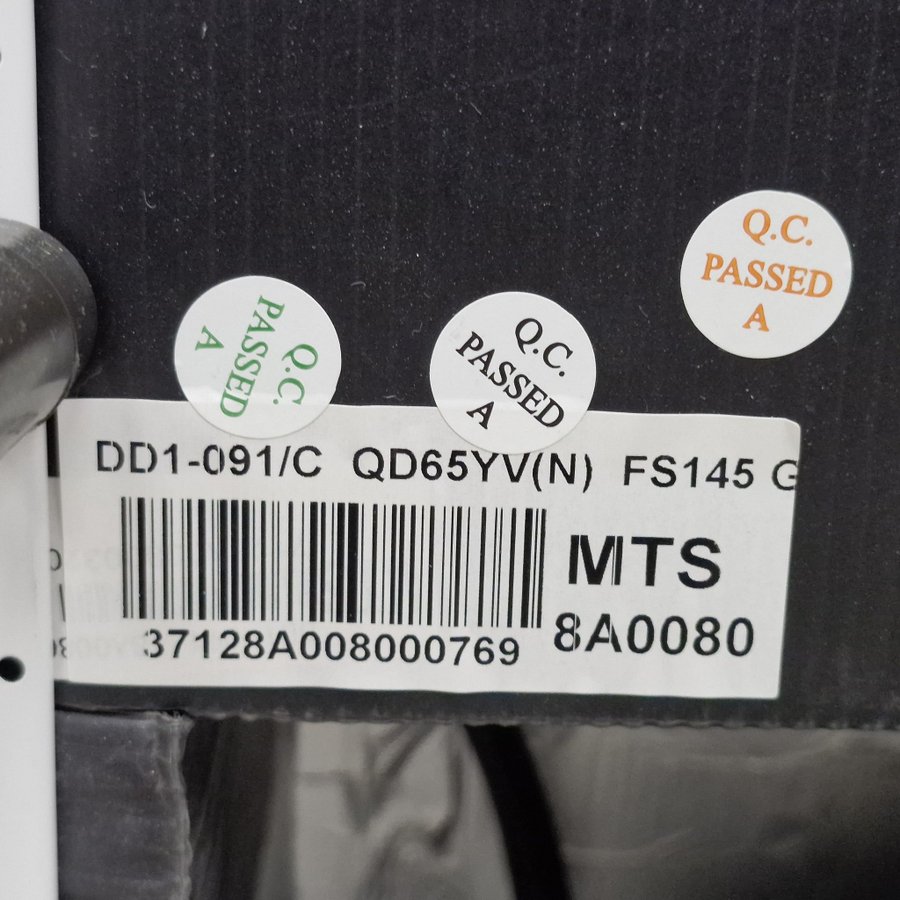 Q.C.
PASSED
A
Q.C.
PASSED
A
Q.C.
PASSED
A
DD1-091/C QD65YV(N) FS145 G
MTS
37128A008000769
8A0080